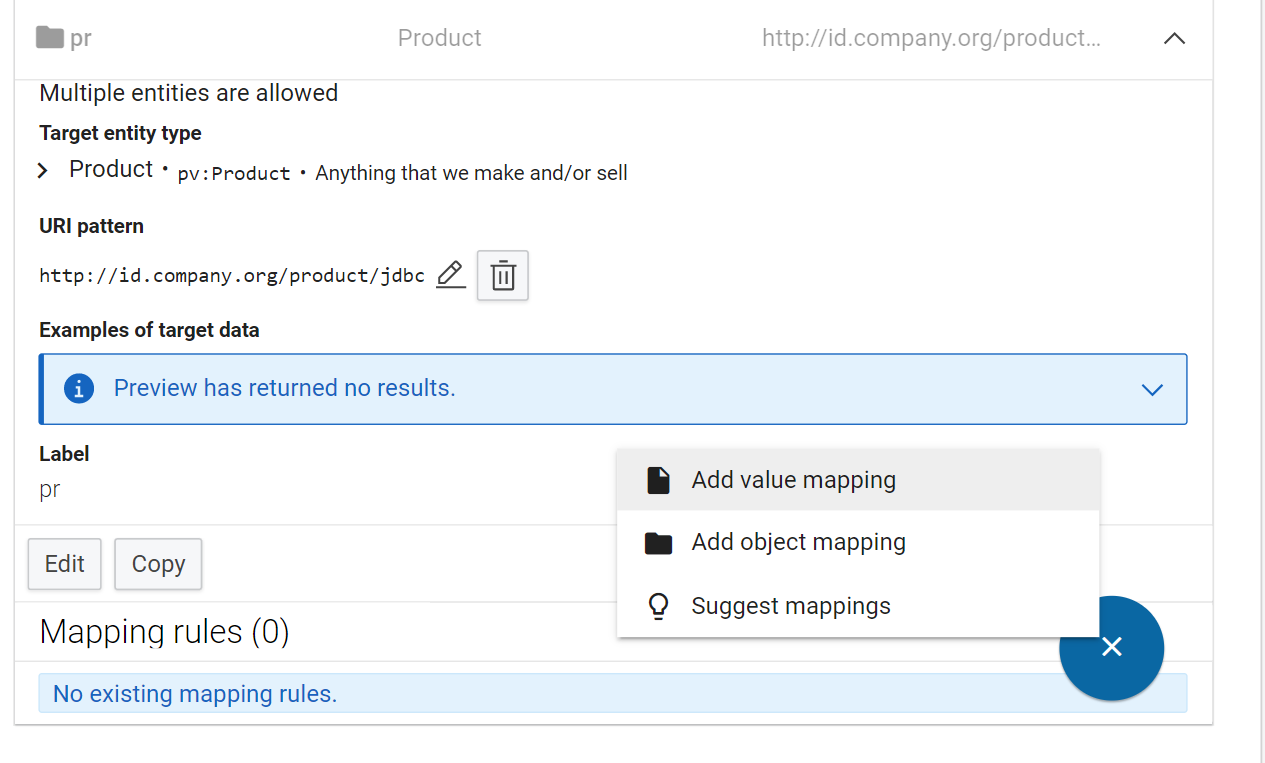 pr Product http://id.company.org/product...
Multiple entities are allowed
Target entity type
Product • pv:Product • Anything that we make and/or sell
URI pattern
http://id.company.org/product/jdbc
Examples of target data
Preview has returned no results.
Label
pr
Add value mapping
Add object mapping
Suggest mappings
Edit Copy
Mapping rules (0)
No existing mapping rules.